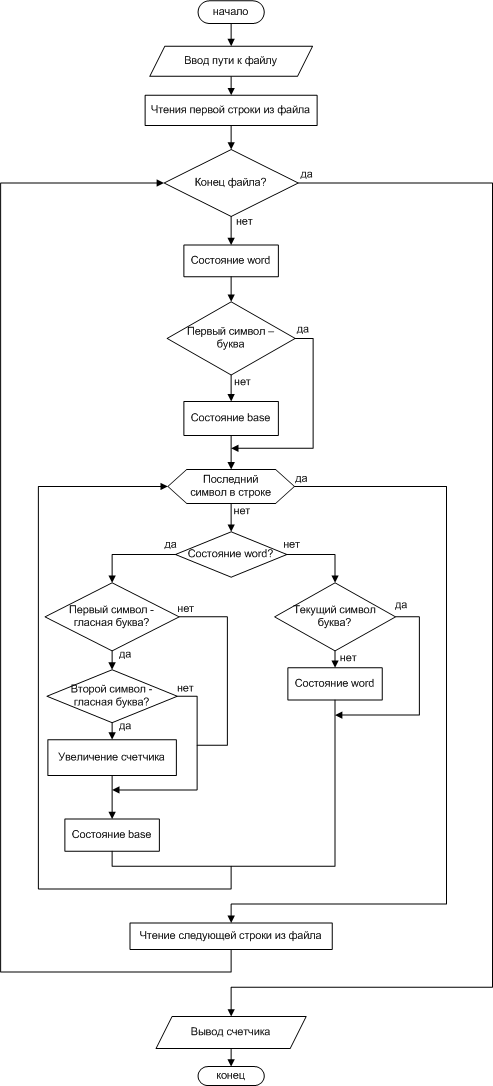 начало
Ввод пути к файлу
Чтения первой строки из файла
Конец файла?
да
нет
Состояние word
Первый символ –
буква
да
нет
Состояние base
Последний
символ в строке
да
нет
да
Состояние word?
нет
Первый символ -
гласная буква?
нет
да
Текущий символ
буква?
да
нет
Второй символ -
гласная буква?
нет
да
Состояние word
Увеличение счетчика
Состояние base
Чтение следующей строки из файла
Вывод счетчика
конец